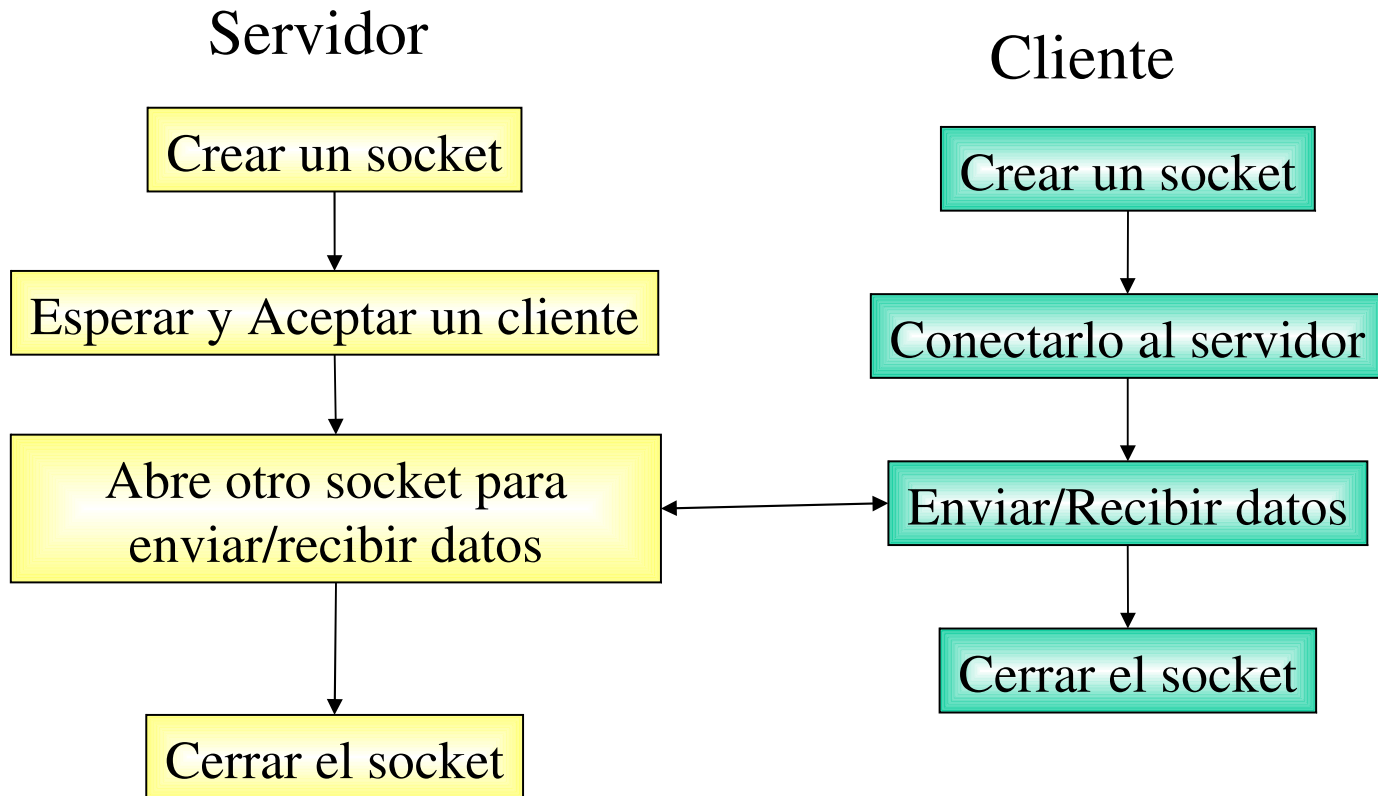 Servidor
Crear un socket
Esperar y Aceptar un cliente
Abre otro socket para
enviar/recibir datos
Cerrar el socket
Cliente
Crear un socket
Conectarlo al servidor
Enviar/Recibir datos
Cerrar el socket